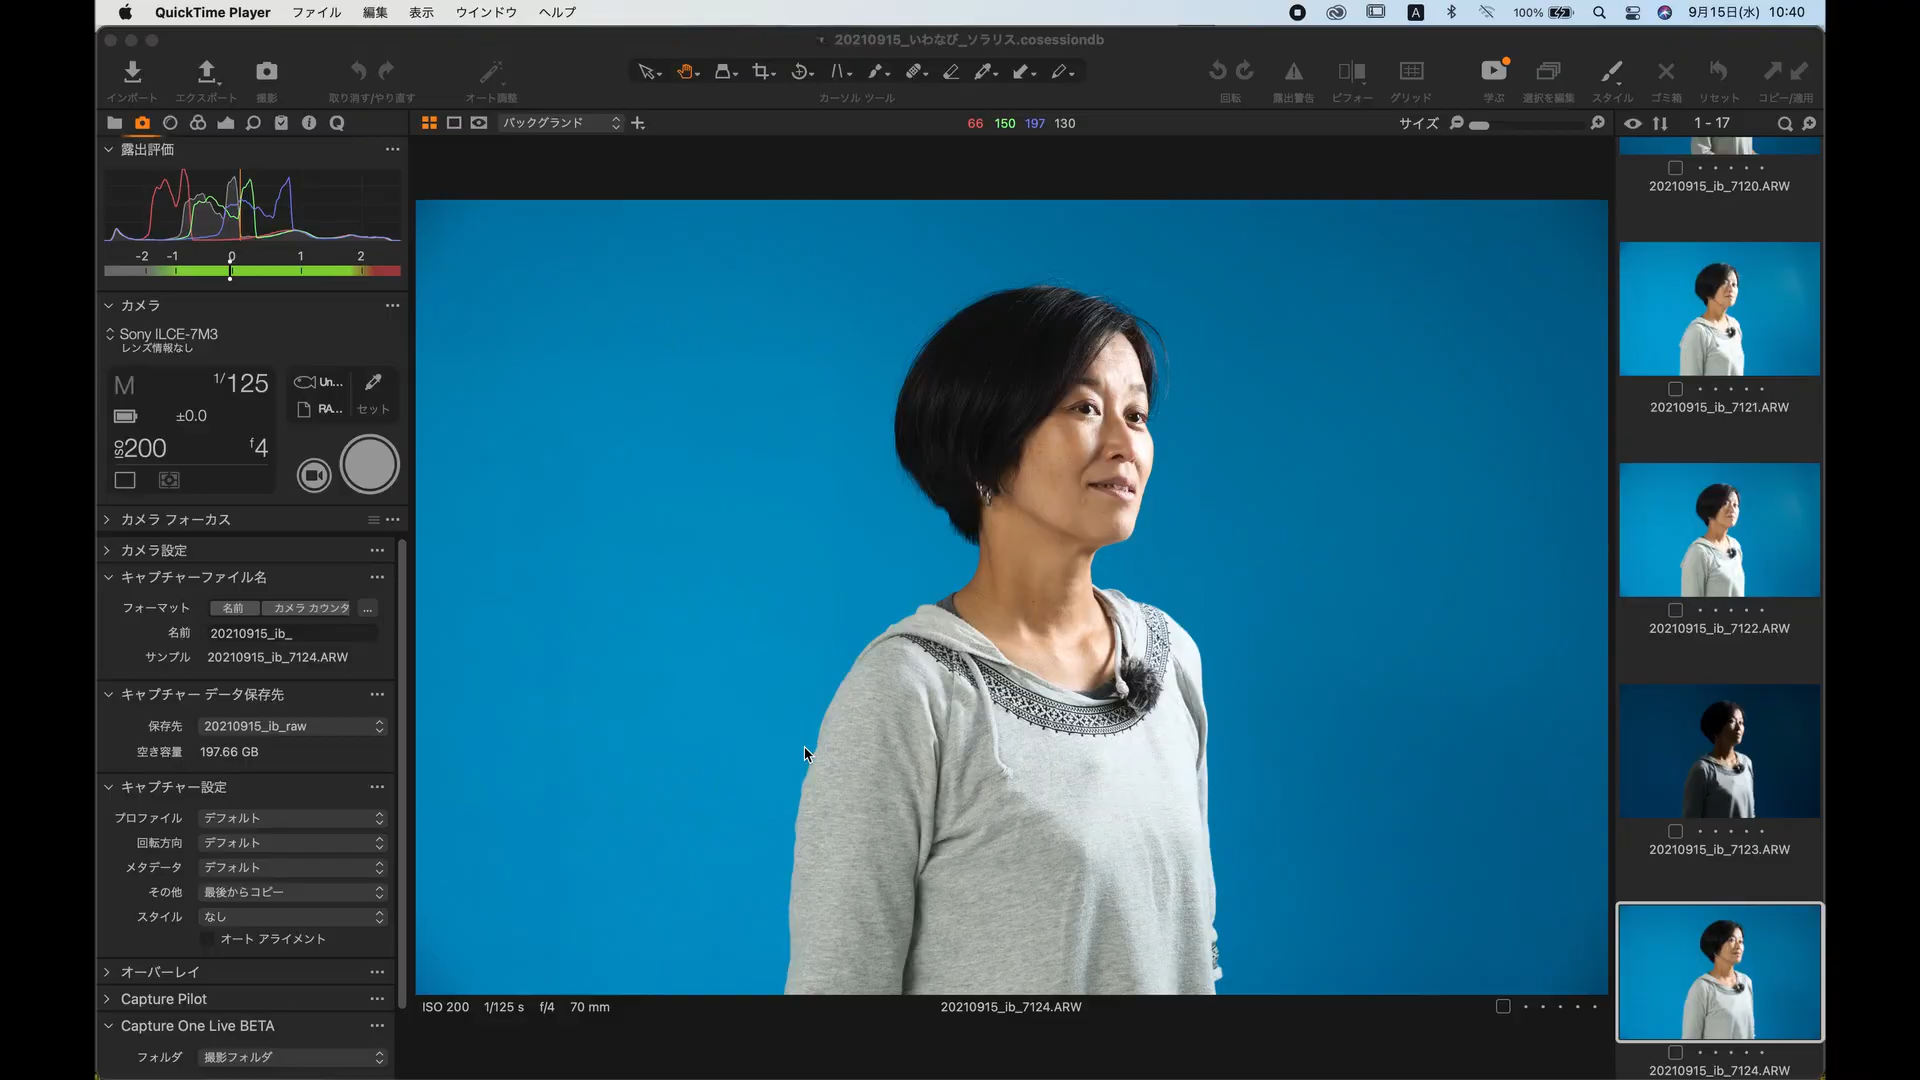 QuickTime Player ファイル 編集 表示 ウインドウ ヘルプ A 100% 9月15日(水) 10:40
20210915_いわなび_ソラリス.cosessiondb
インポート エクスポート 撮影 取り消す/やり直す オート調整 カーソル ツール 回転 露出警告 ビフォー グリッド 学ぶ 選択を編集 スタイル ゴミ箱 リセット コピー/適用
バックグランド 66 150 197 130 サイズ 1 - 17
露出評価
-2 -1 0 1 2
カメラ
Sony ILCE-7M3
レンズ情報なし
M 1/125 Un...
±0.0 RA... セット
ISO 200 f4
カメラ フォーカス
カメラ設定
キャプチャーファイル名
フォーマット 名前 カメラ カウンタ ...
名前 20210915_ib_
サンプル 20210915_ib_7124.ARW
キャプチャー データ保存先
保存先 20210915_ib_raw
空き容量 197.66 GB
キャプチャー設定
プロファイル デフォルト
回転方向 デフォルト
メタデータ デフォルト
その他 最後からコピー
スタイル なし
オート アライメント
オーバーレイ
Capture Pilot
Capture One Live BETA
フォルダ 撮影フォルダ
ISO 200 1/125 s f/4 70 mm 20210915_ib_7124.ARW
20210915_ib_7120.ARW
20210915_ib_7121.ARW
20210915_ib_7122.ARW
20210915_ib_7123.ARW
20210915_ib_7124.ARW